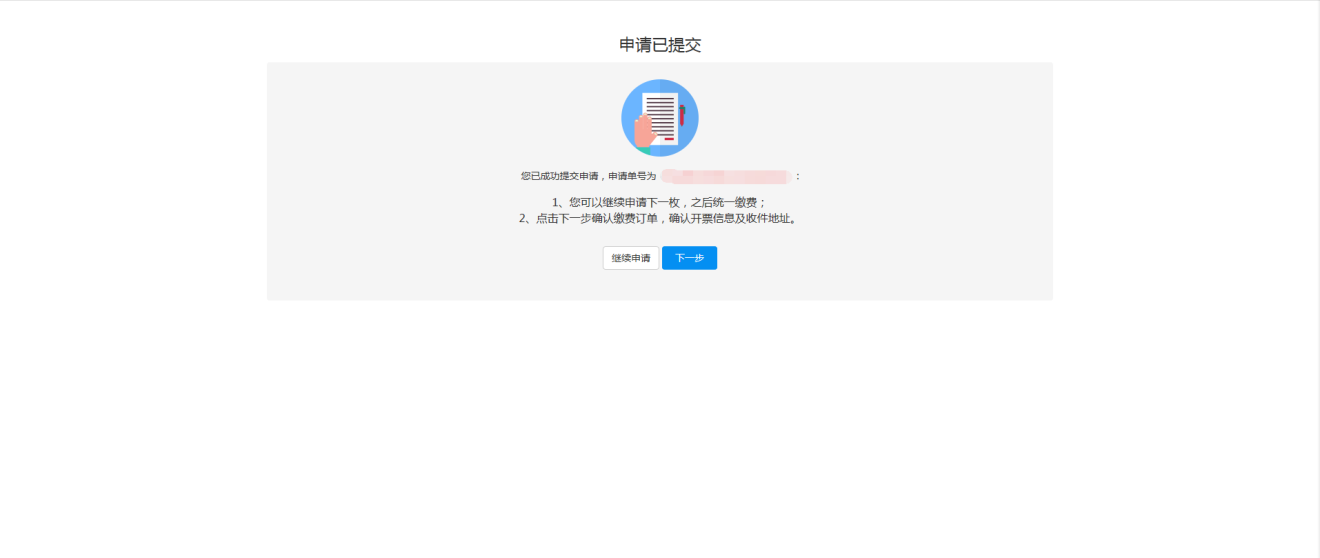 申请已提交
您已成功提交申请，申请单号为 ：
1、您可以继续申请下一枚，之后统一缴费；
2、点击下一步确认缴费订单，确认开票信息及收件地址。
继续申请 下一步